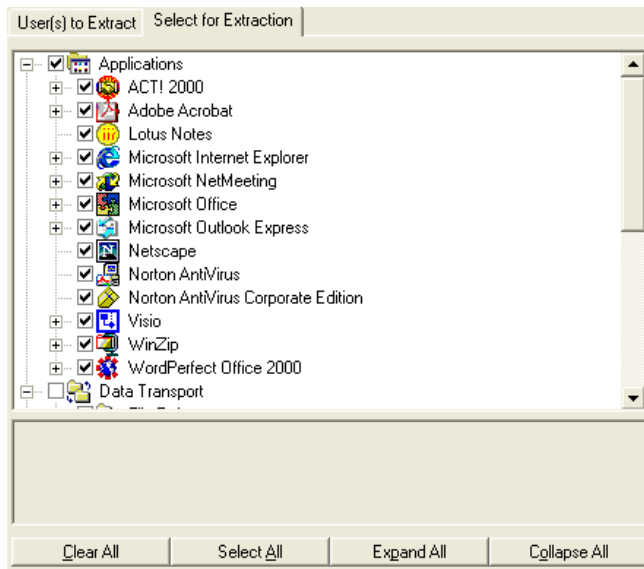 User(s) to Extract Select for Extraction
Applications
ACT! 2000
Adobe Acrobat
Lotus Notes
Microsoft Internet Explorer
Microsoft NetMeeting
Microsoft Office
Microsoft Outlook Express
Netscape
Norton AntiVirus
Norton AntiVirus Corporate Edition
Visio
WinZip
WordPerfect Office 2000
Data Transport
Clear All Select All Expand All Collapse All